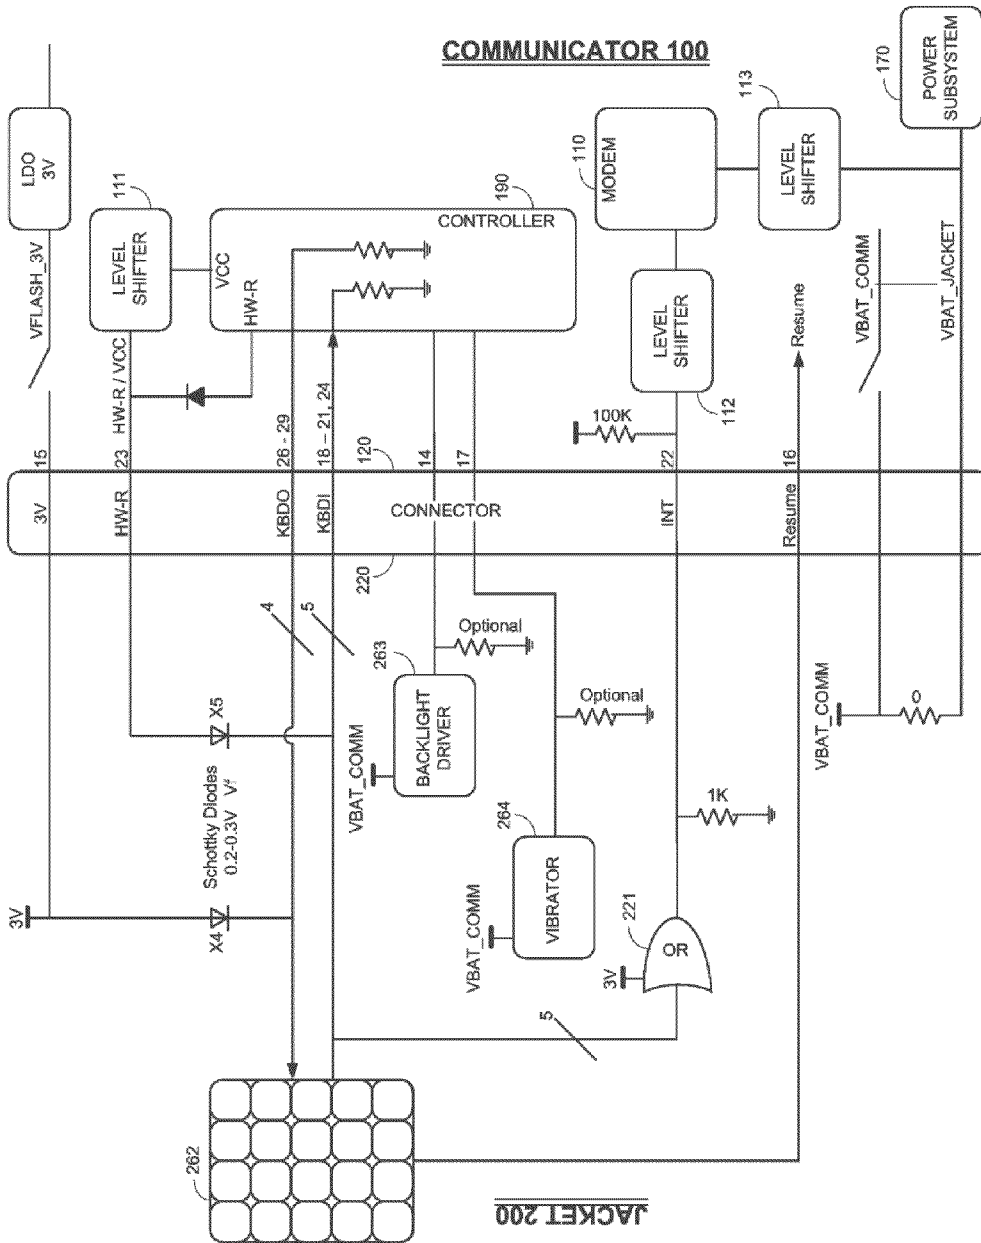 COMMUNICATOR 100
LDO
3V
VFLASH_3V
15
3V
3V
111
LEVEL
SHIFTER
HW-R / VCC
23
HW-R
190
CONTROLLER
VCC
HW-R
26 - 29
KBDO
4
18 – 21, 24
KBDI
5
120
CONNECTOR
220
14
17
X4
X5
Schottky Diodes
0.2-0.3V Vf
263
BACKLIGHT
DRIVER
VBAT_COMM
Optional
264
VIBRATOR
VBAT_COMM
Optional
110
MODEM
113
LEVEL
SHIFTER
170
POWER
SUBSYSTEM
LEVEL
SHIFTER
112
100K
22
INT
1K
221
OR
3V
5
Resume
16
Resume
VBAT_COMM
VBAT_JACKET
VBAT_COMM
0
262
JACKET 200